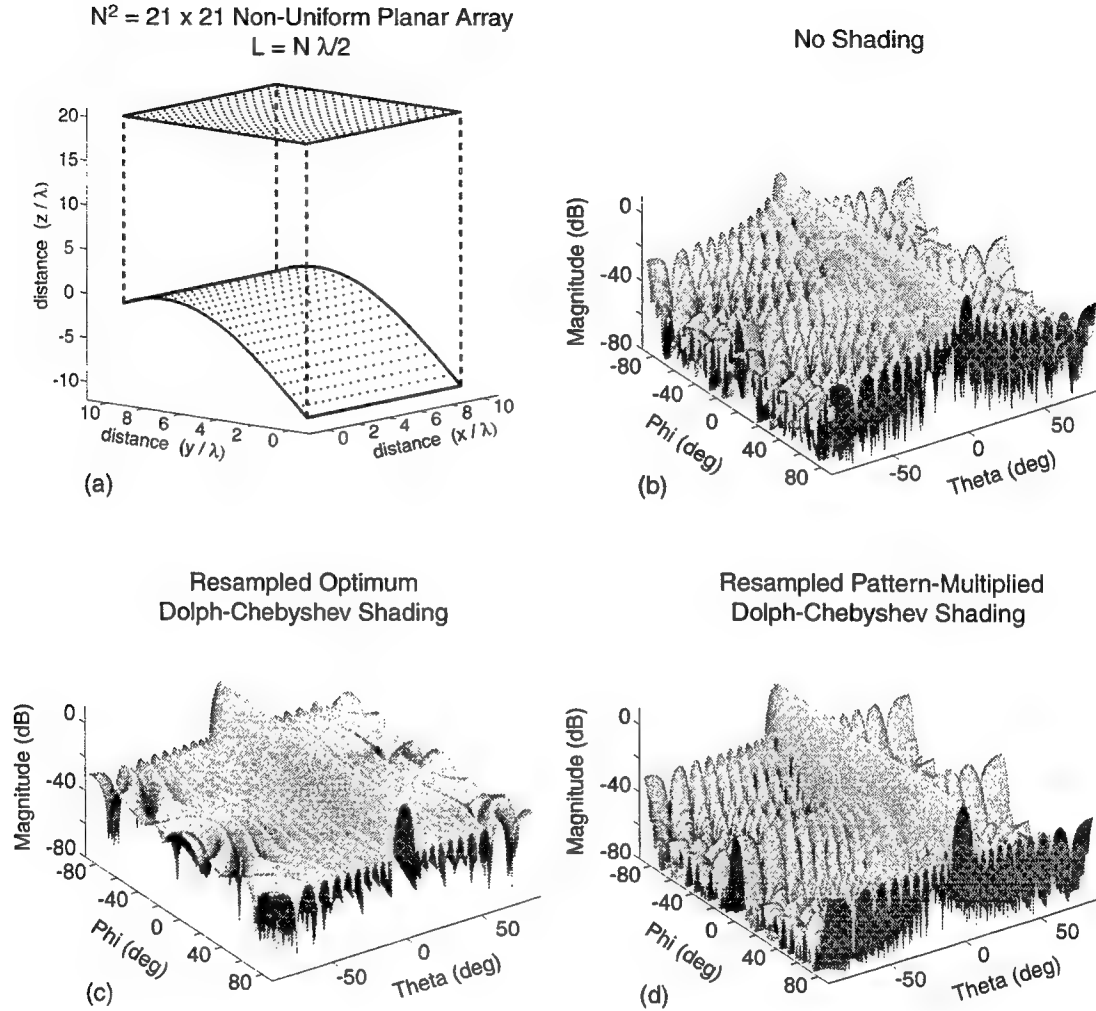 N² = 21 x 21 Non-Uniform Planar Array
L = N λ/2
20
15
10
5
0
-5
-10
distance (z / λ)
10
8
6
4
2
0
distance (y / λ)
0
2
4
6
8
10
distance (x / λ)
(a)
No Shading
0
-40
-80
Magnitude (dB)
-80
-40
0
40
80
Phi (deg)
-50
0
50
Theta (deg)
(b)
Resampled Optimum
Dolph-Chebyshev Shading
0
-40
-80
Magnitude (dB)
-80
-40
0
40
80
Phi (deg)
-50
0
50
Theta (deg)
(c)
Resampled Pattern-Multiplied
Dolph-Chebyshev Shading
0
-40
-80
Magnitude (dB)
-80
-40
0
40
80
Phi (deg)
-50
0
50
Theta (deg)
(d)